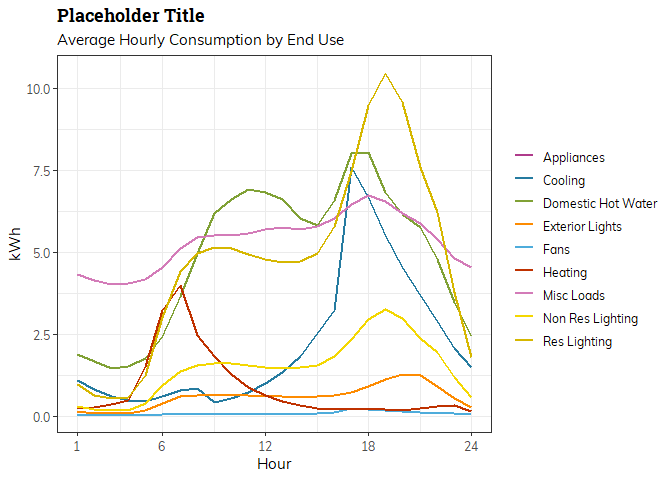 Placeholder Title
Average Hourly Consumption by End Use
kWh
10.0
7.5
5.0
2.5
0.0
1 6 12 18 24
Hour
Appliances
Cooling
Domestic Hot Water
Exterior Lights
Fans
Heating
Misc Loads
Non Res Lighting
Res Lighting